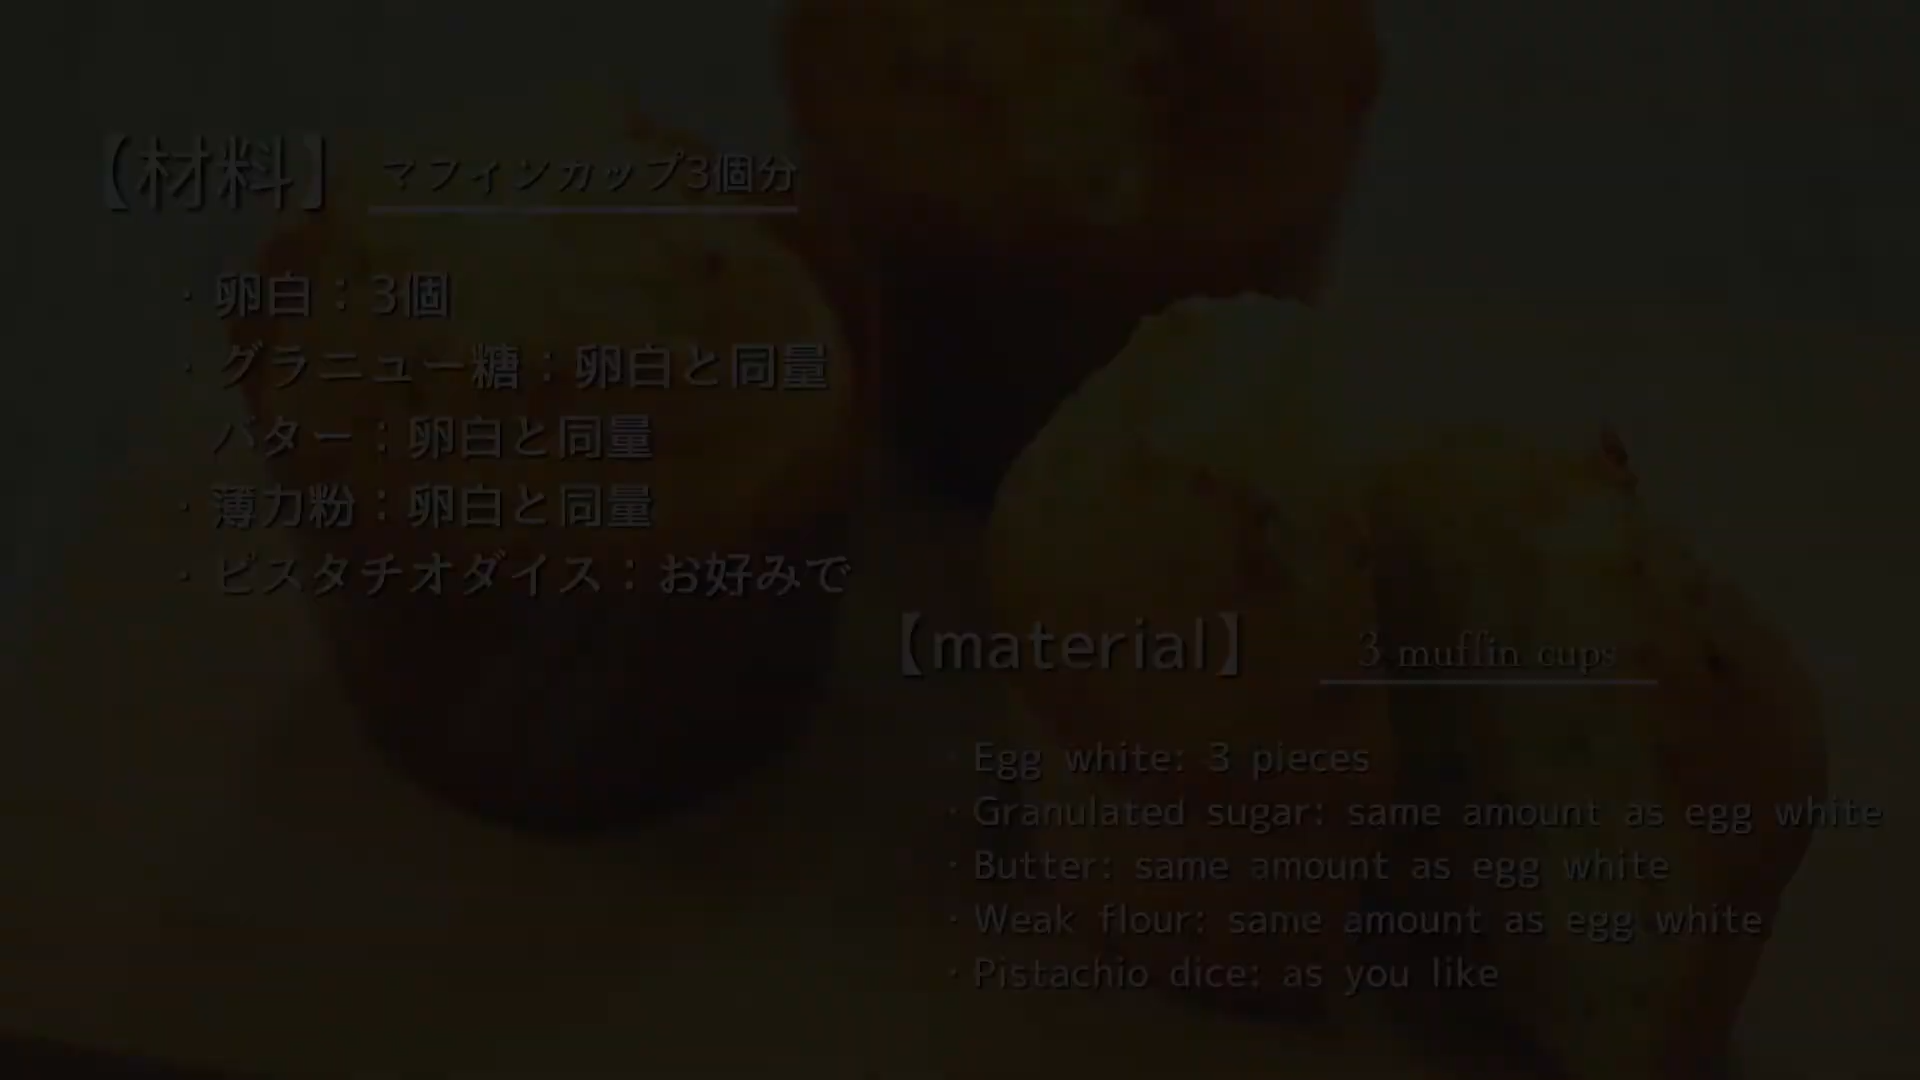 【材料】 マフィンカップ3個分
・卵白：3個
・グラニュー糖：卵白と同量
バター：卵白と同量
・薄力粉：卵白と同量
・ピスタチオダイス：お好みで
【material】 3 muffin cups
・Egg white: 3 pieces
・Granulated sugar: same amount as egg white
・Butter: same amount as egg white
・Weak flour: same amount as egg white
・Pistachio dice: as you like